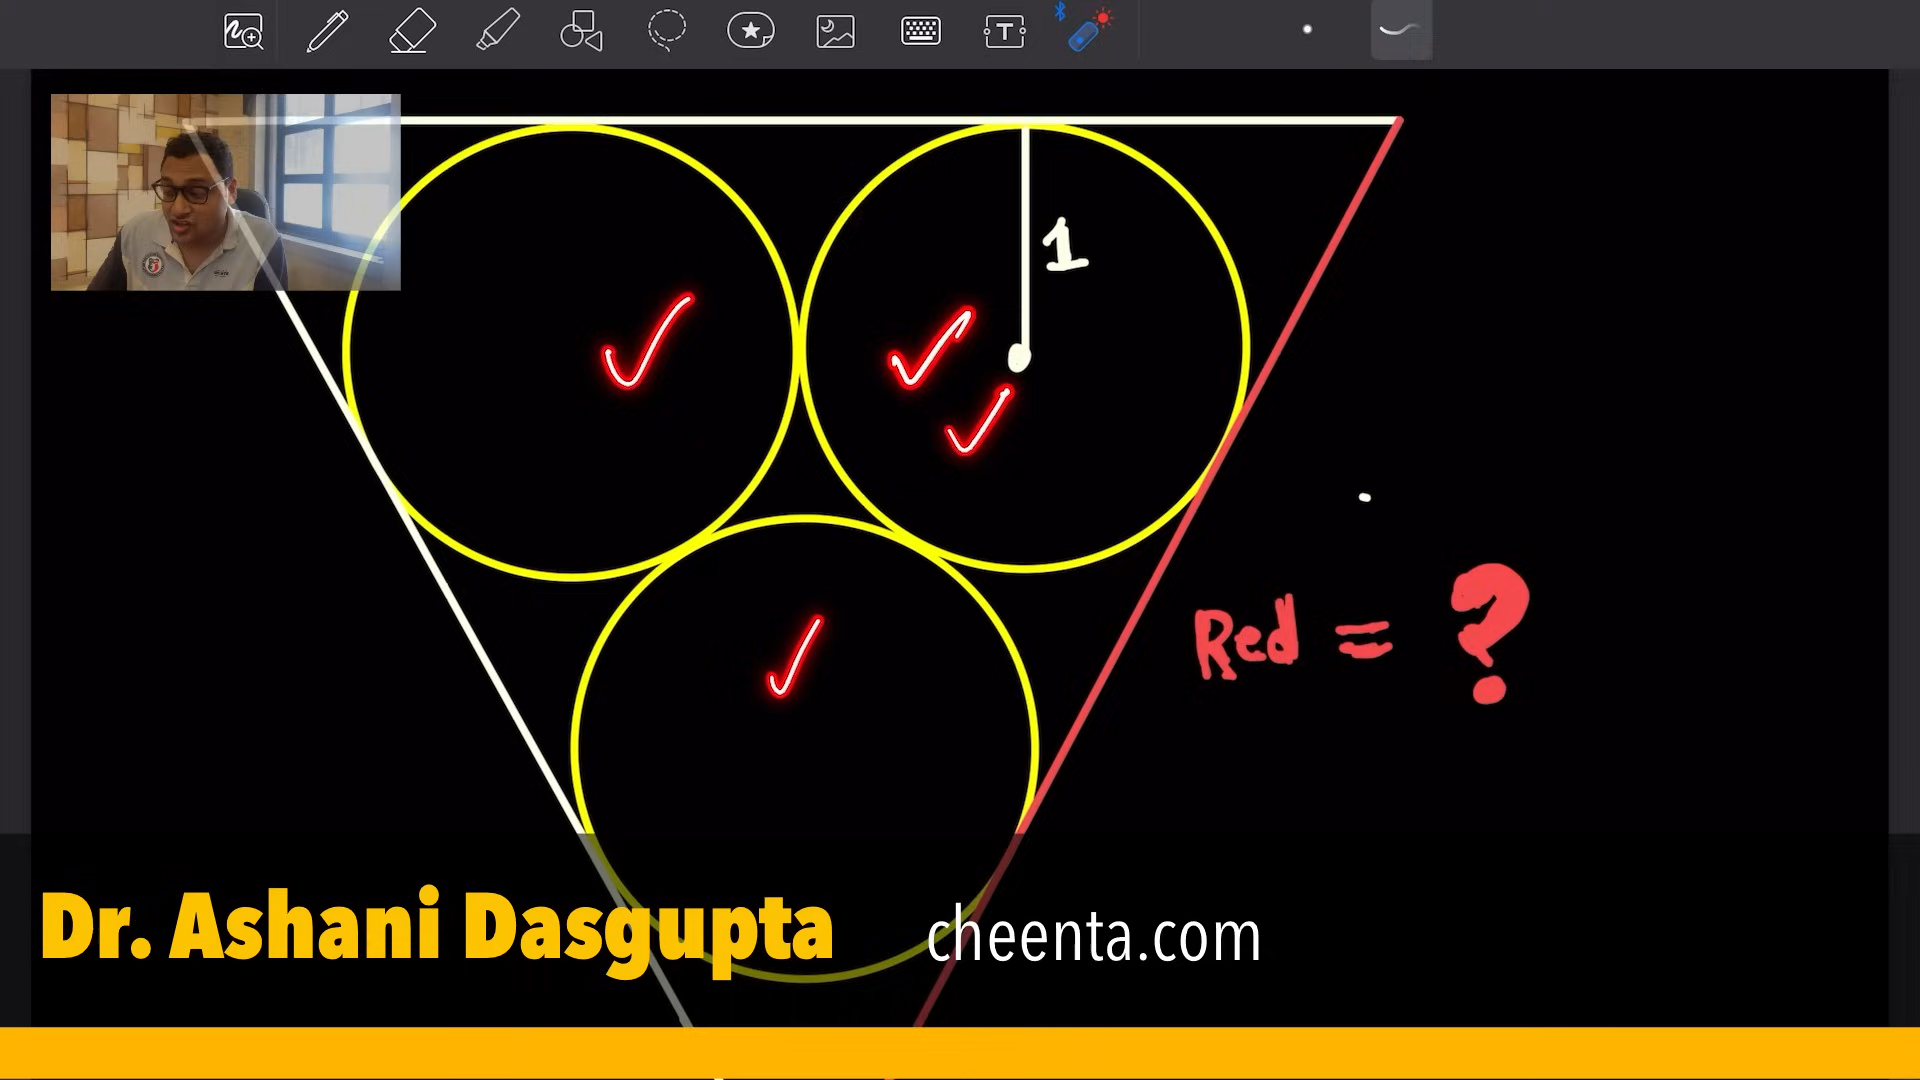 1
Red = ?
Dr. Ashani Dasgupta
cheenta.com